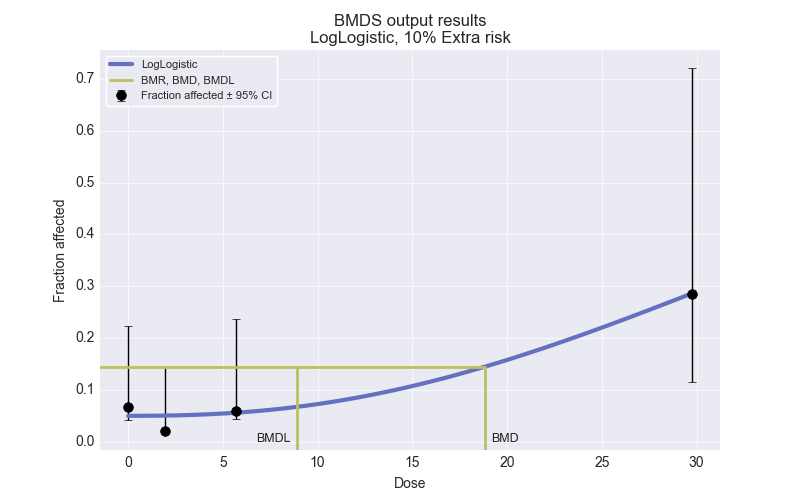 BMDS output results
LogLogistic, 10% Extra risk
LogLogistic
BMR, BMD, BMDL
Fraction affected ± 95% CI
Fraction affected
0.7
0.6
0.5
0.4
0.3
0.2
0.1
0.0
BMDL
BMD
0 5 10 15 20 25 30
Dose